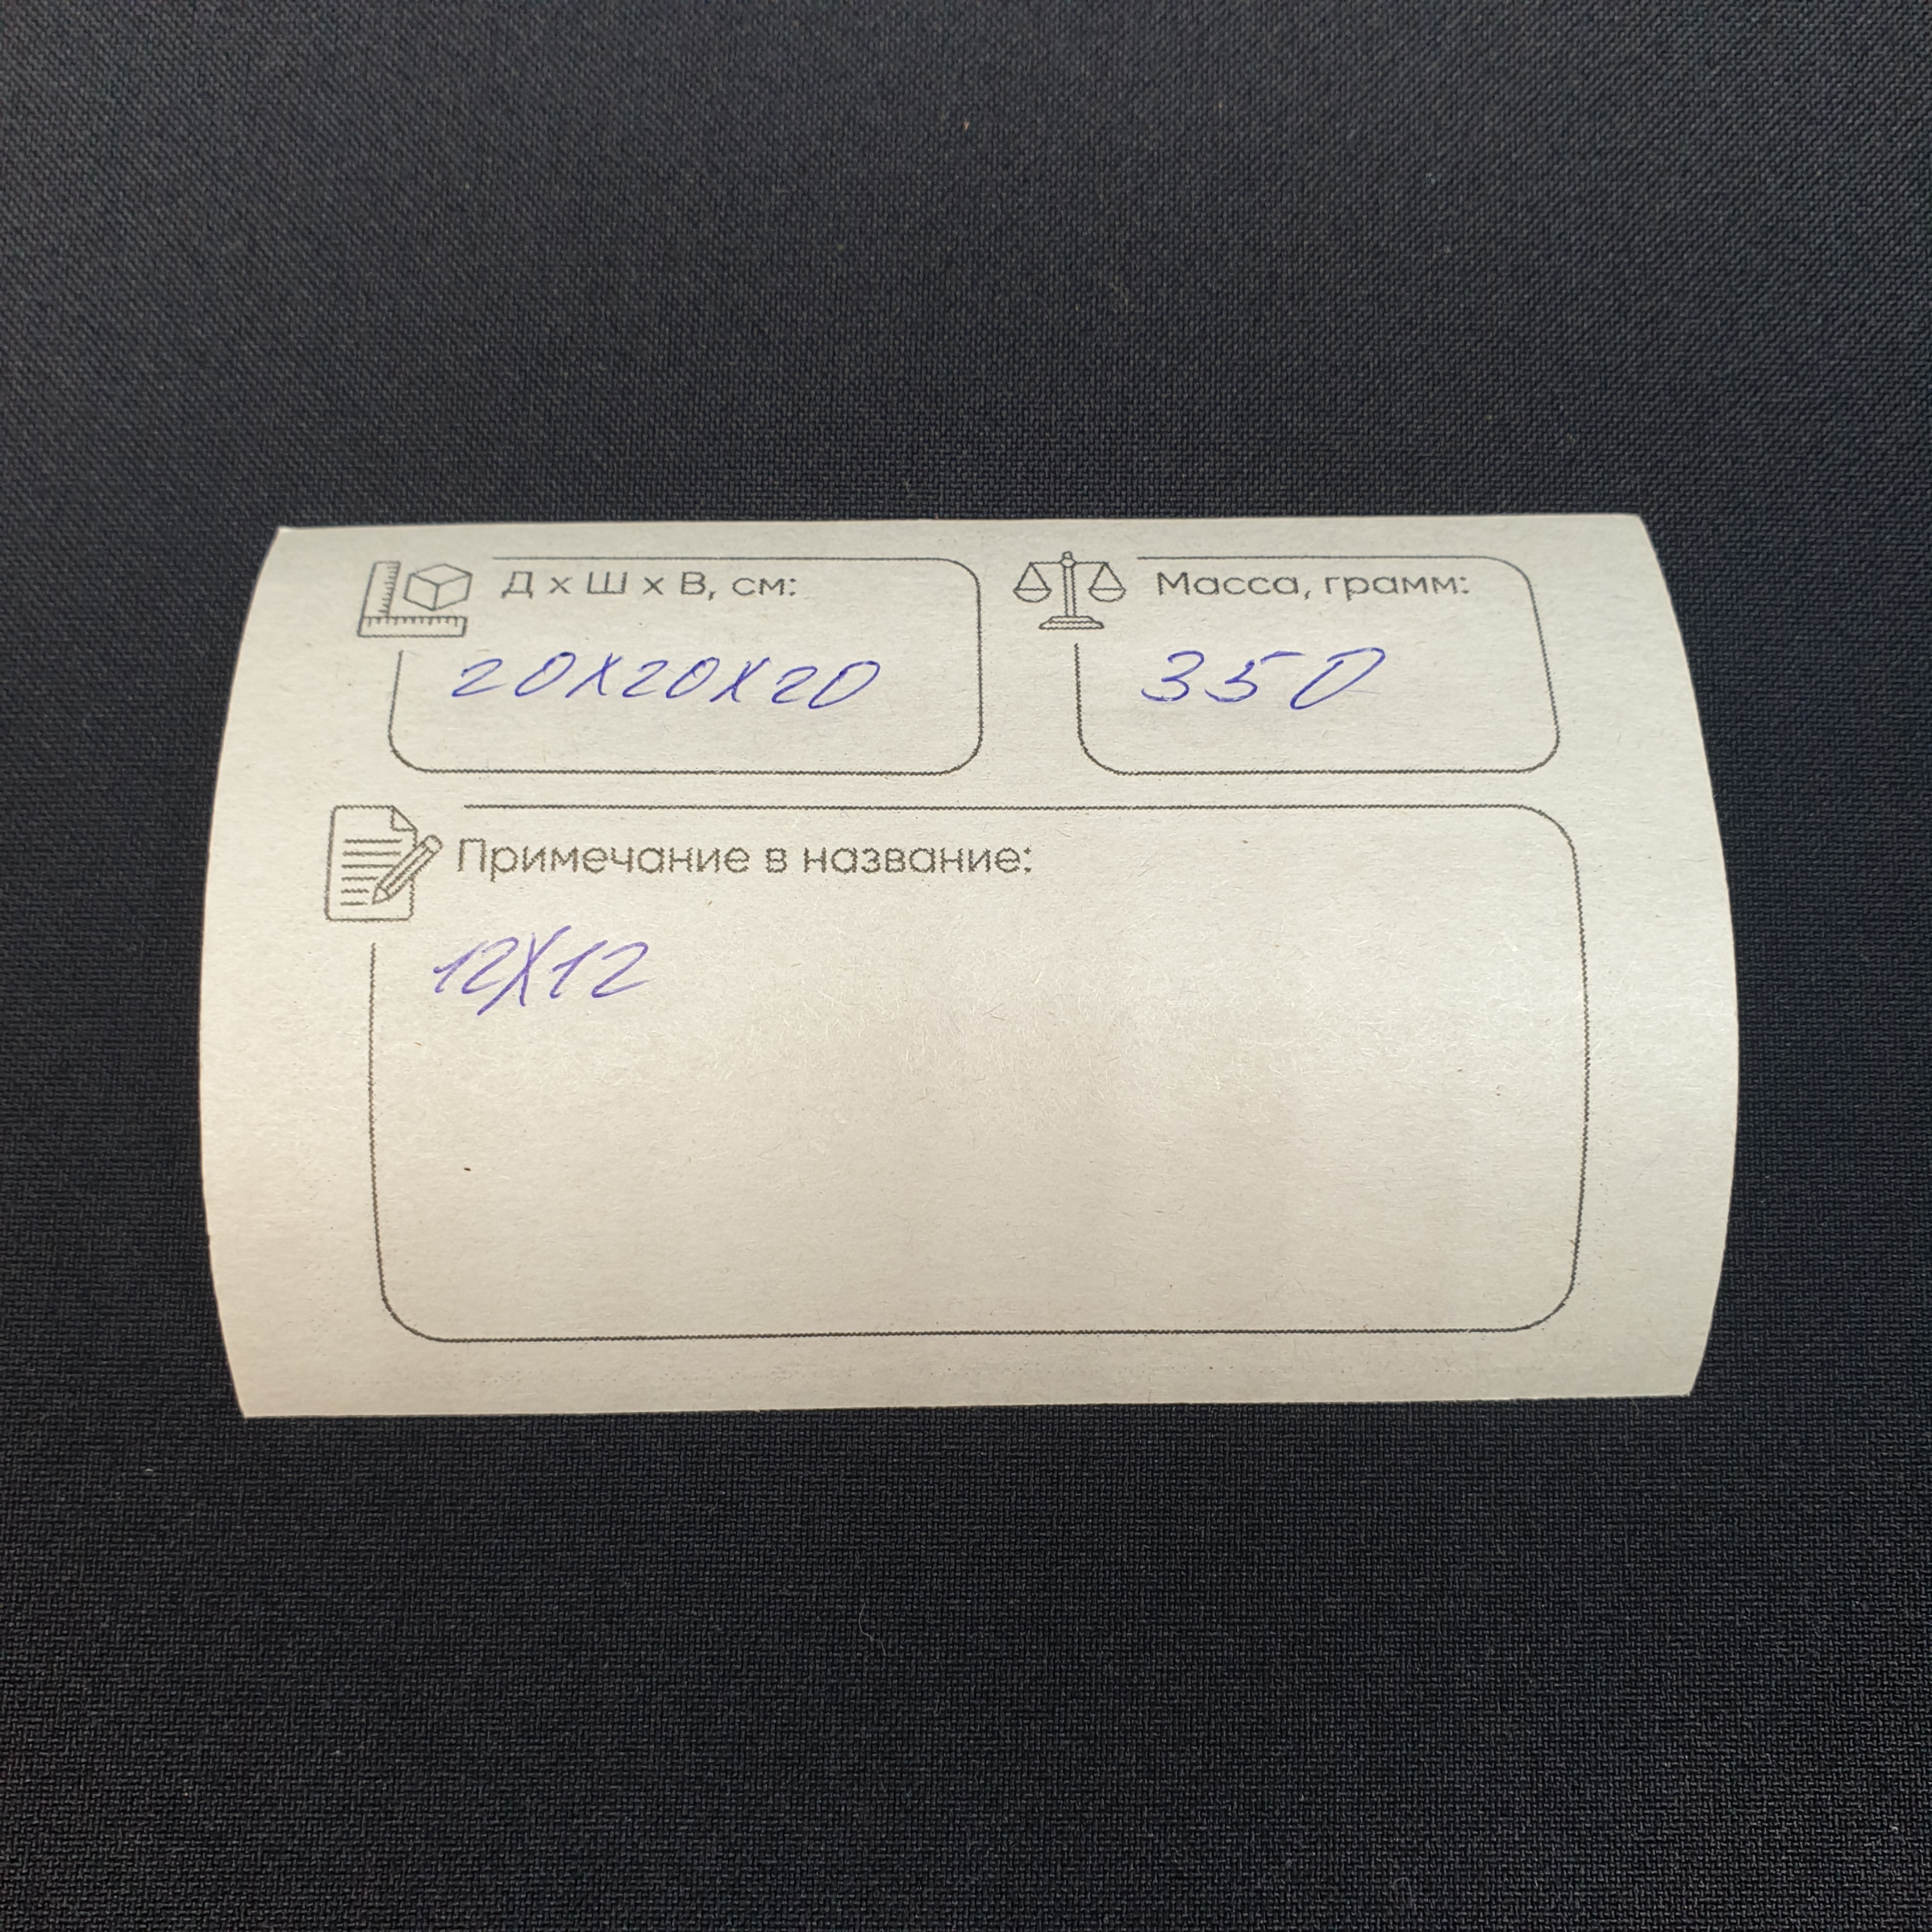 Д х Ш х В, см:
20х20х20
Масса, грамм:
350
Примечание в название:
12х12